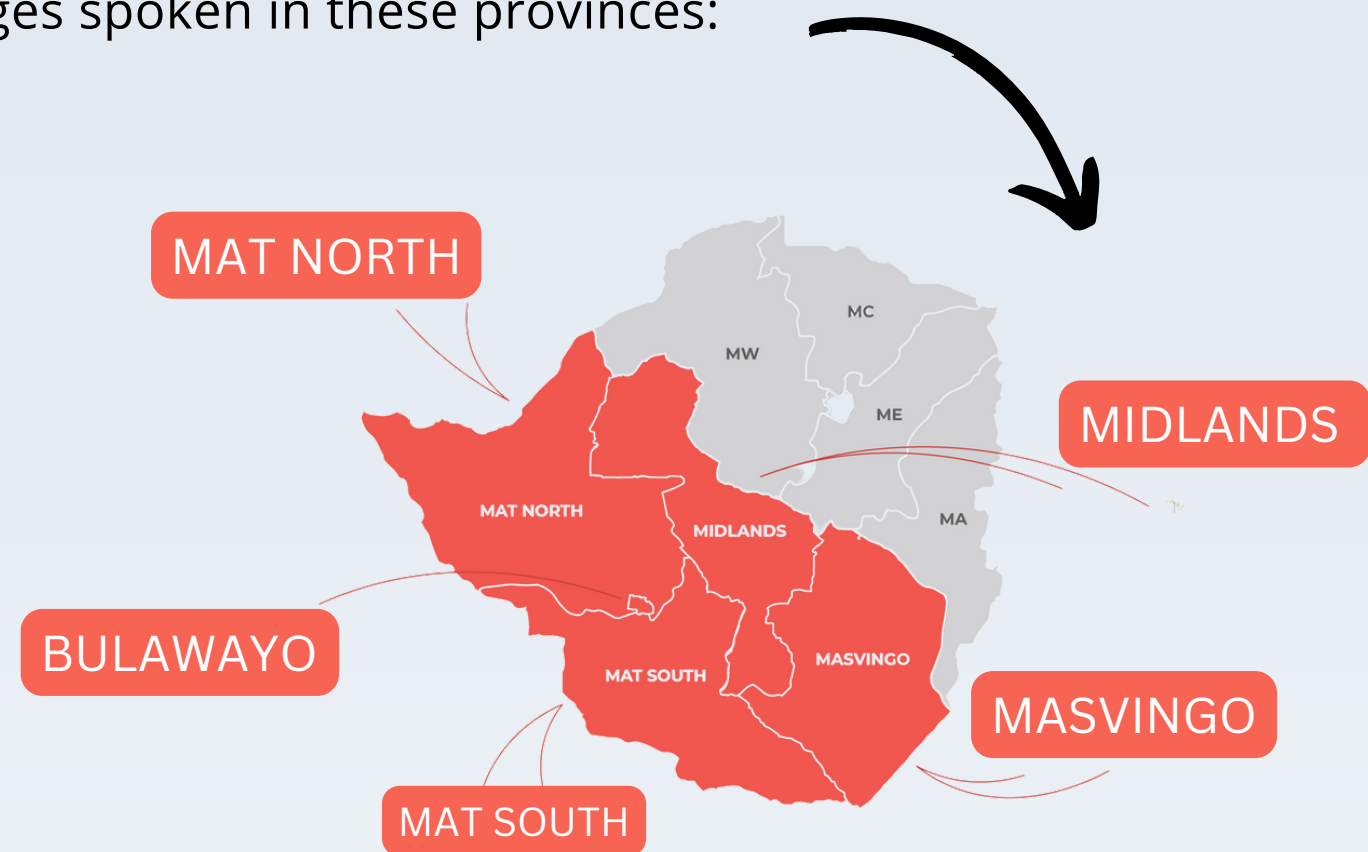 ges spoken in these provinces:
MAT NORTH
MC
MW
ME
MIDLANDS
MAT NORTH
MIDLANDS
MA
BULAWAYO
MAT SOUTH
MASVINGO
MASVINGO
MAT SOUTH